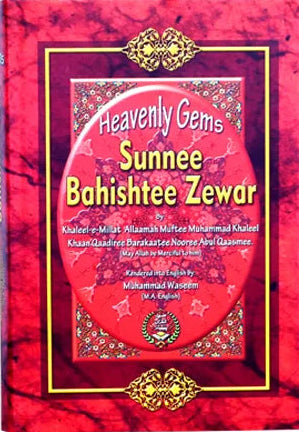 Heavenly Gems
Sunnee
Bahishtee Zewar
By
Khaleel-e-Millat Allaamah Muftee Muhammad Khaleel
Khaan Qaadiree Barakaatee Nooree Abul Qaasmee.
(May Allah be Merciful to him)
Rendered into English by:
Muhammad Waseem
(M.A. English)